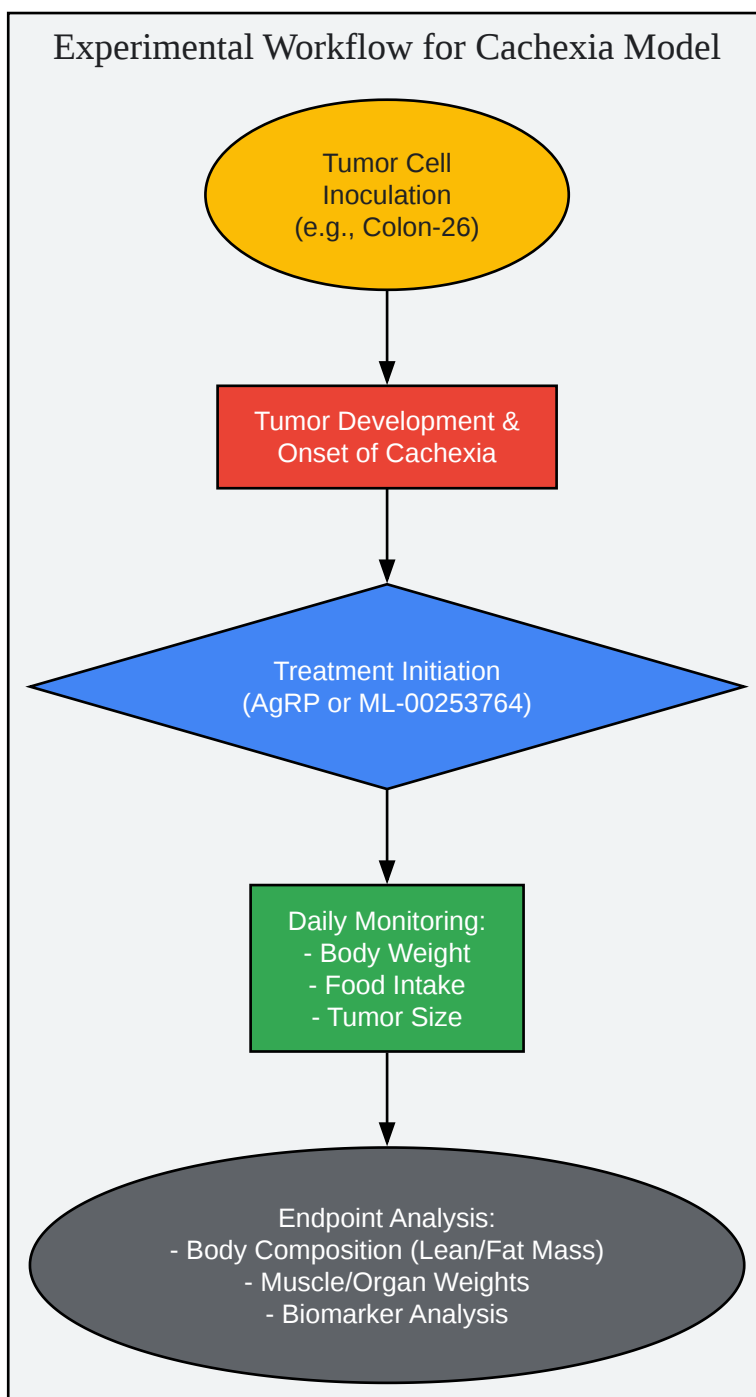 Experimental Workflow for Cachexia Model
Tumor Cell
Inoculation
(e.g., Colon-26)
Tumor Development &
Onset of Cachexia
Treatment Initiation
(AgRP or ML-00253764)
Daily Monitoring:
- Body Weight
- Food Intake
- Tumor Size
Endpoint Analysis:
- Body Composition (Lean/Fat Mass)
- Muscle/Organ Weights
- Biomarker Analysis